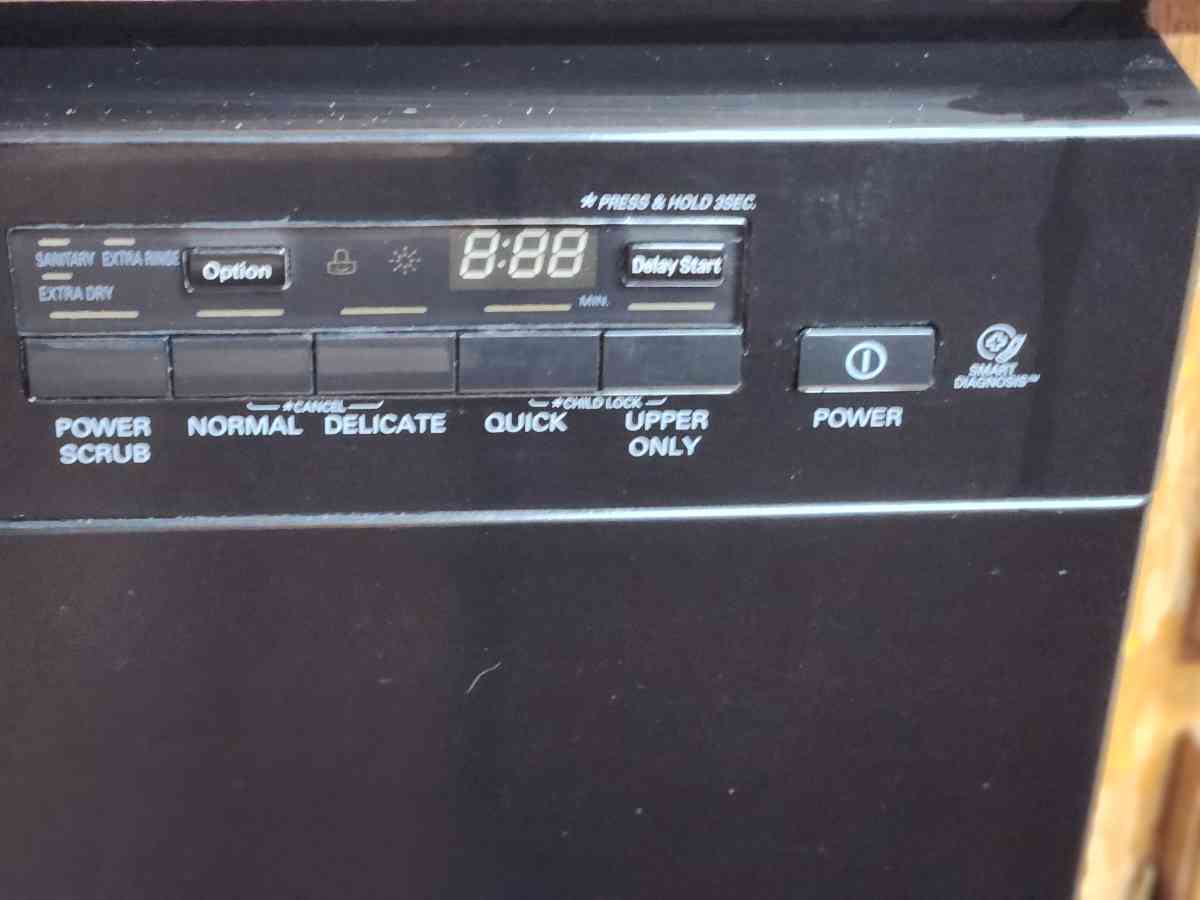 * PRESS & HOLD 3SEC.
SANITARY EXTRA RINSE
Option
8:88
Delay Start
EXTRA DRY
MIN.
*CANCEL
*CHILD LOCK
POWER SCRUB
NORMAL
DELICATE
QUICK
UPPER ONLY
POWER
SMART
DIAGNOSIS™